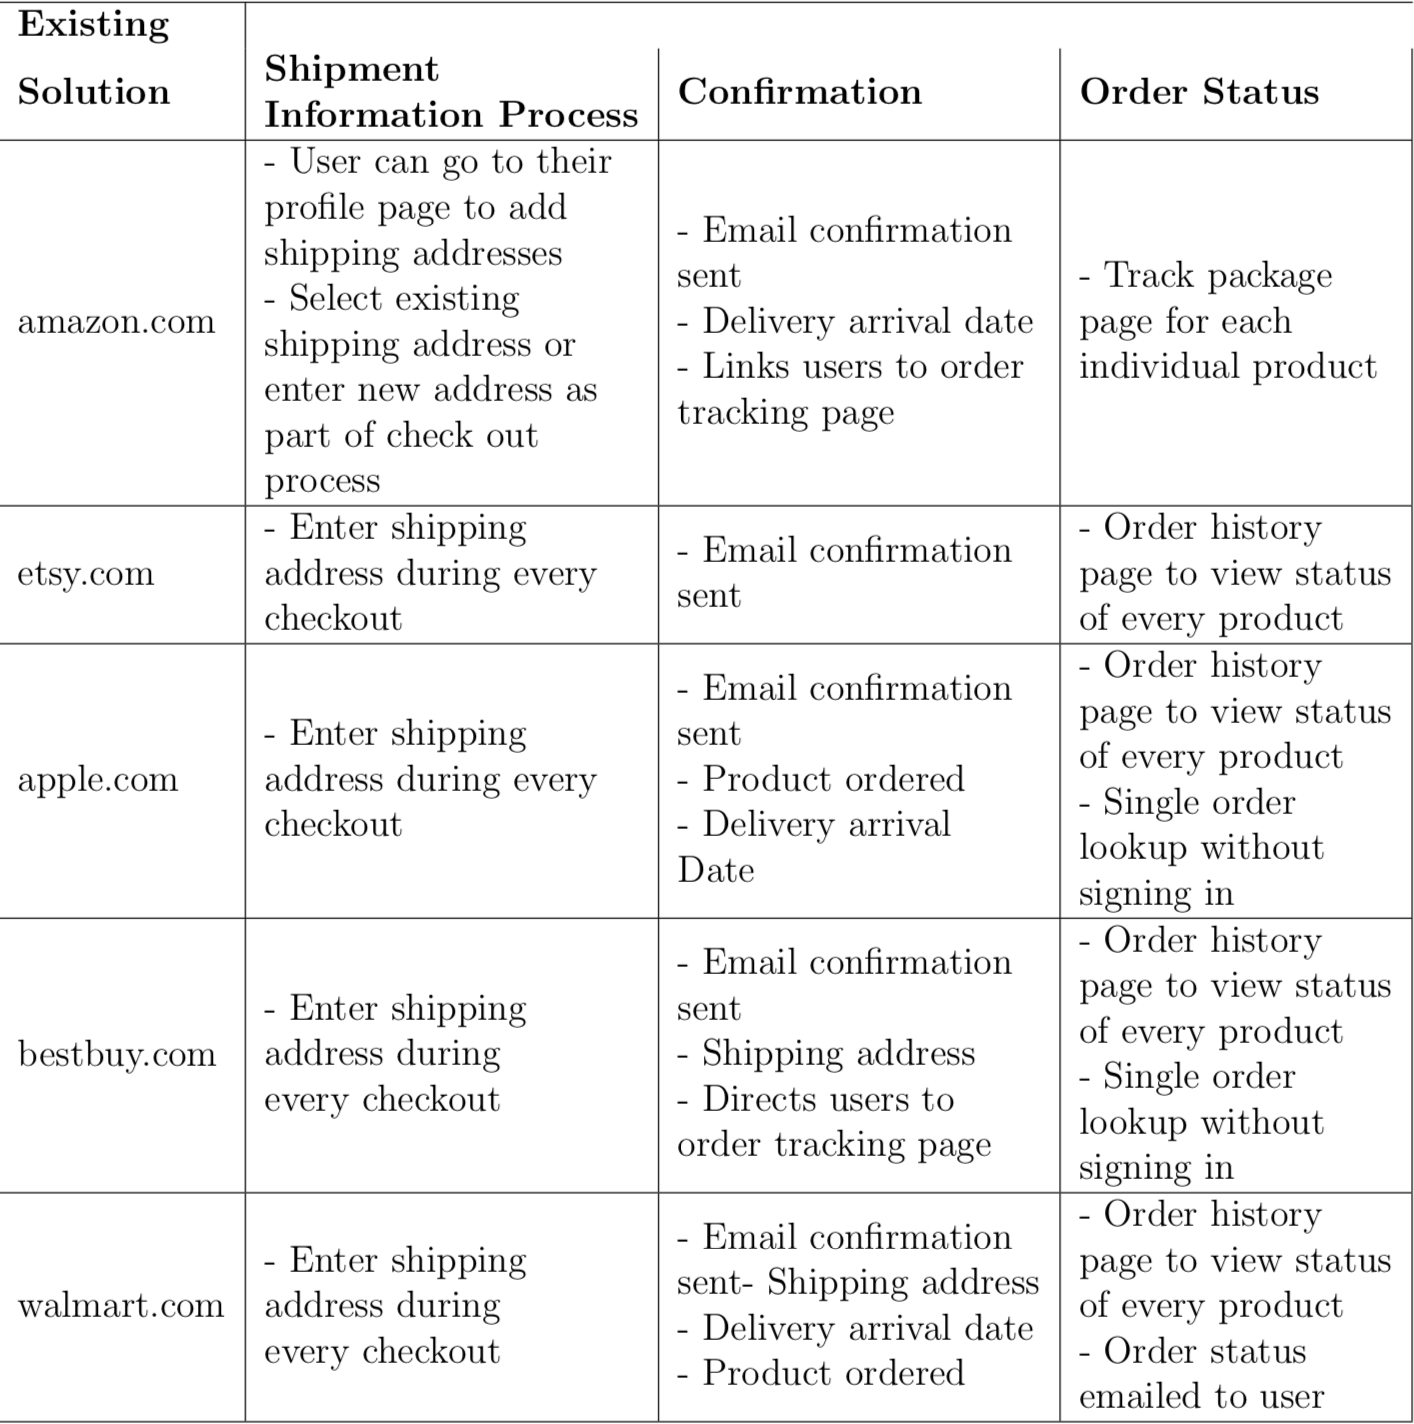 Existing
Solution
Shipment
Information Process
Confirmation
Order Status
amazon.com
- User can go to their
profile page to add
shipping addresses
- Select existing
shipping address or
enter new address as
part of check out
process
- Email confirmation
sent
- Delivery arrival date
- Links users to order
tracking page
- Track package
page for each
individual product
etsy.com
- Enter shipping
address during every
checkout
- Email confirmation
sent
- Order history
page to view status
of every product
apple.com
- Enter shipping
address during every
checkout
- Email confirmation
sent
- Product ordered
- Delivery arrival
Date
- Order history
page to view status
of every product
- Single order
lookup without
signing in
bestbuy.com
- Enter shipping
address during
every checkout
- Email confirmation
sent
- Shipping address
- Directs users to
order tracking page
- Order history
page to view status
of every product
- Single order
lookup without
signing in
walmart.com
- Enter shipping
address during
every checkout
- Email confirmation
sent- Shipping address
- Delivery arrival date
- Product ordered
- Order history
page to view status
of every product
- Order status
emailed to user